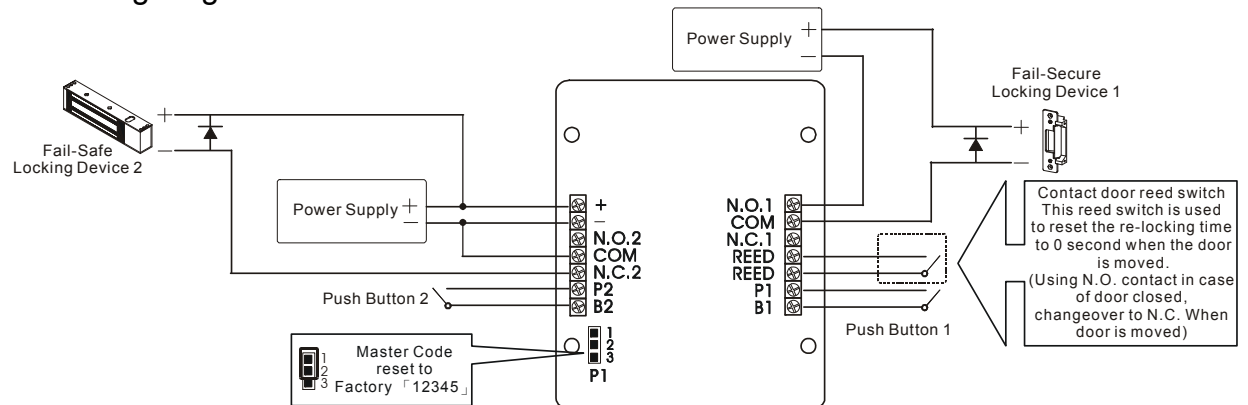 Power Supply +
−
Fail-Secure
Locking Device 1
+
−
Fail-Safe
Locking Device 2
+
−
Power Supply +
−
+
−
N.O.2
COM
N.C.2
P2
B2
Push Button 2
N.O.1
COM
N.C.1
REED
REED
P1
B1
Push Button 1
Contact door reed switch
This reed switch is used
to reset the re-locking time
to 0 second when the door
is moved.
(Using N.O. contact in case
of door closed,
changeover to N.C. When
door is moved)
1
2
3
Master Code
reset to
Factory「12345」
1
2
3
P1